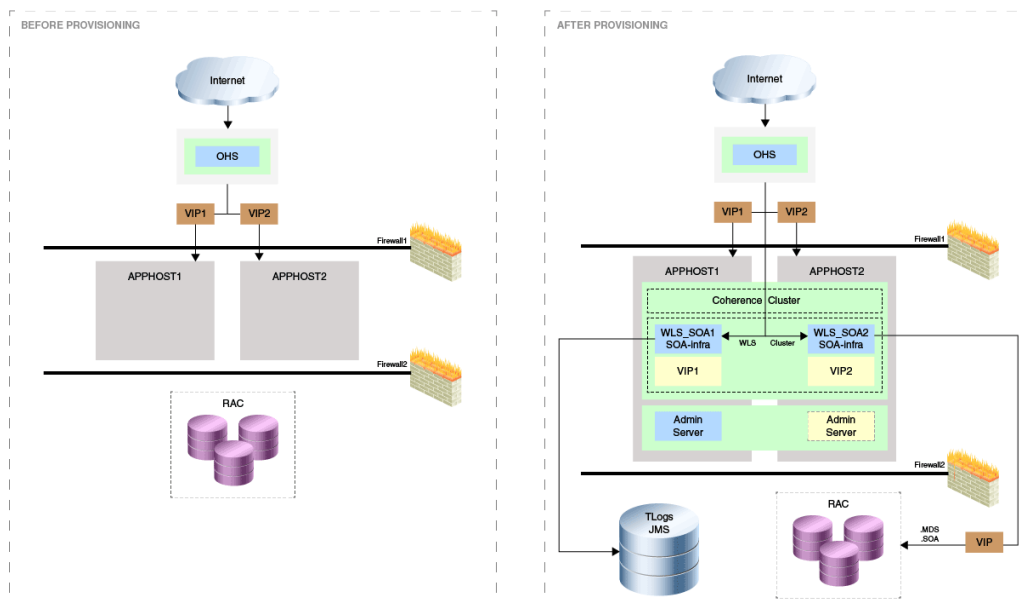 BEFORE PROVISIONING
Internet
OHS
VIP1
VIP2
Firewall1
APPHOST1
APPHOST2
Firewall2
RAC
AFTER PROVISIONING
Internet
OHS
VIP1
VIP2
Firewall1
APPHOST1
APPHOST2
Coherence Cluster
WLS_SOA1
SOA-infra
WLS
Cluster
WLS_SOA2
SOA-infra
VIP1
VIP2
Admin
Server
Admin
Server
Firewall2
TLogs
JMS
RAC
.MDS
.SOA
VIP